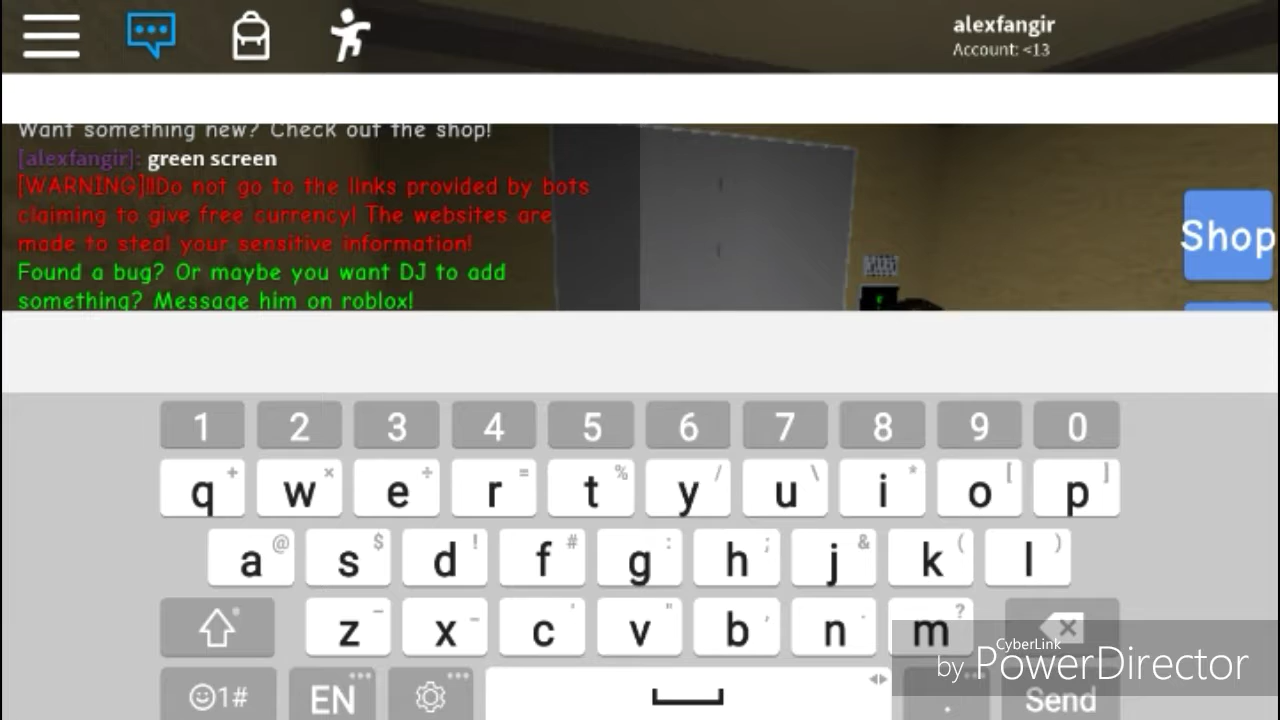 alexfangir
Account: <13
Want something new? Check out the shop!
[alexfangir]: green screen
[WARNING]!!Do not go to the links provided by bots
claiming to give free currency! The websites are
made to steal your sensitive information!
Found a bug? Or maybe you want DJ to add
something? Message him on roblox!
Shop
1 2 3 4 5 6 7 8 9 0
q + w × e ÷ r = t % y / u \ i * o [ p ]
a @ s $ d ! f # g : h ; j & k ( l )
z - x _ c ' v " b , n . m ?
CyberLink
by PowerDirector
☺1# EN . Send